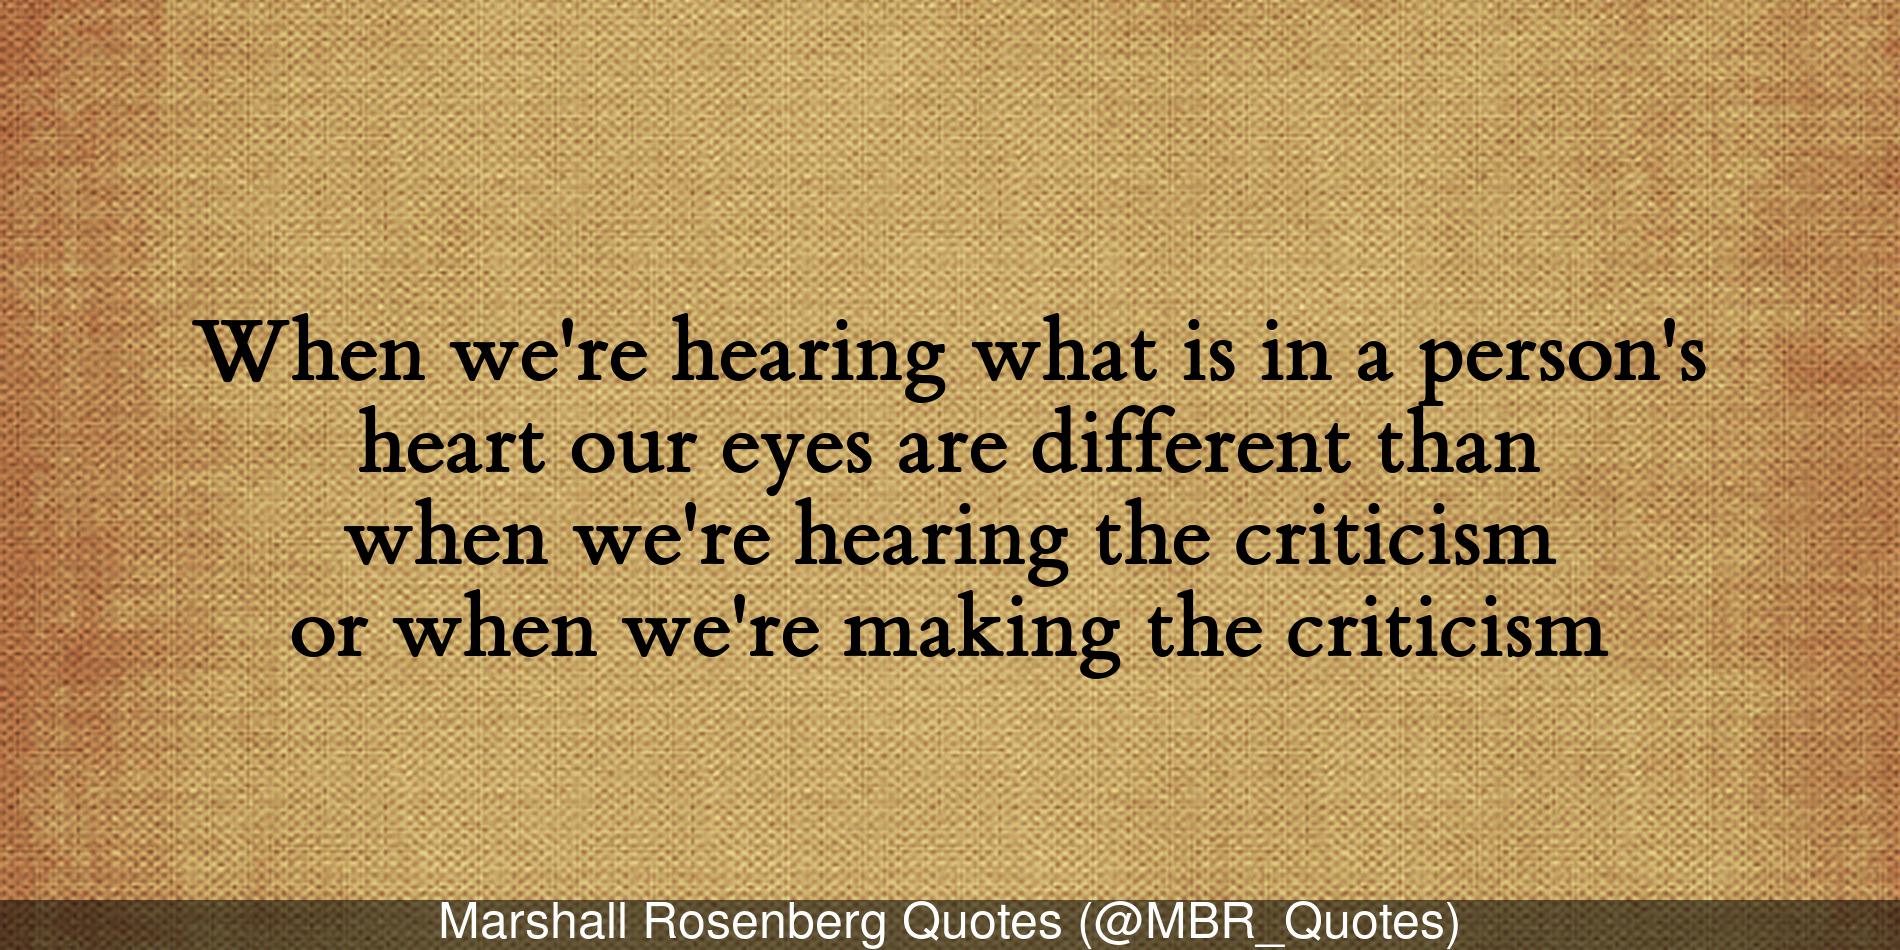 When we're hearing what is in a person's
heart our eyes are different than
when we're hearing the criticism
or when we're making the criticism
Marshall Rosenberg Quotes (@MBR_Quotes)